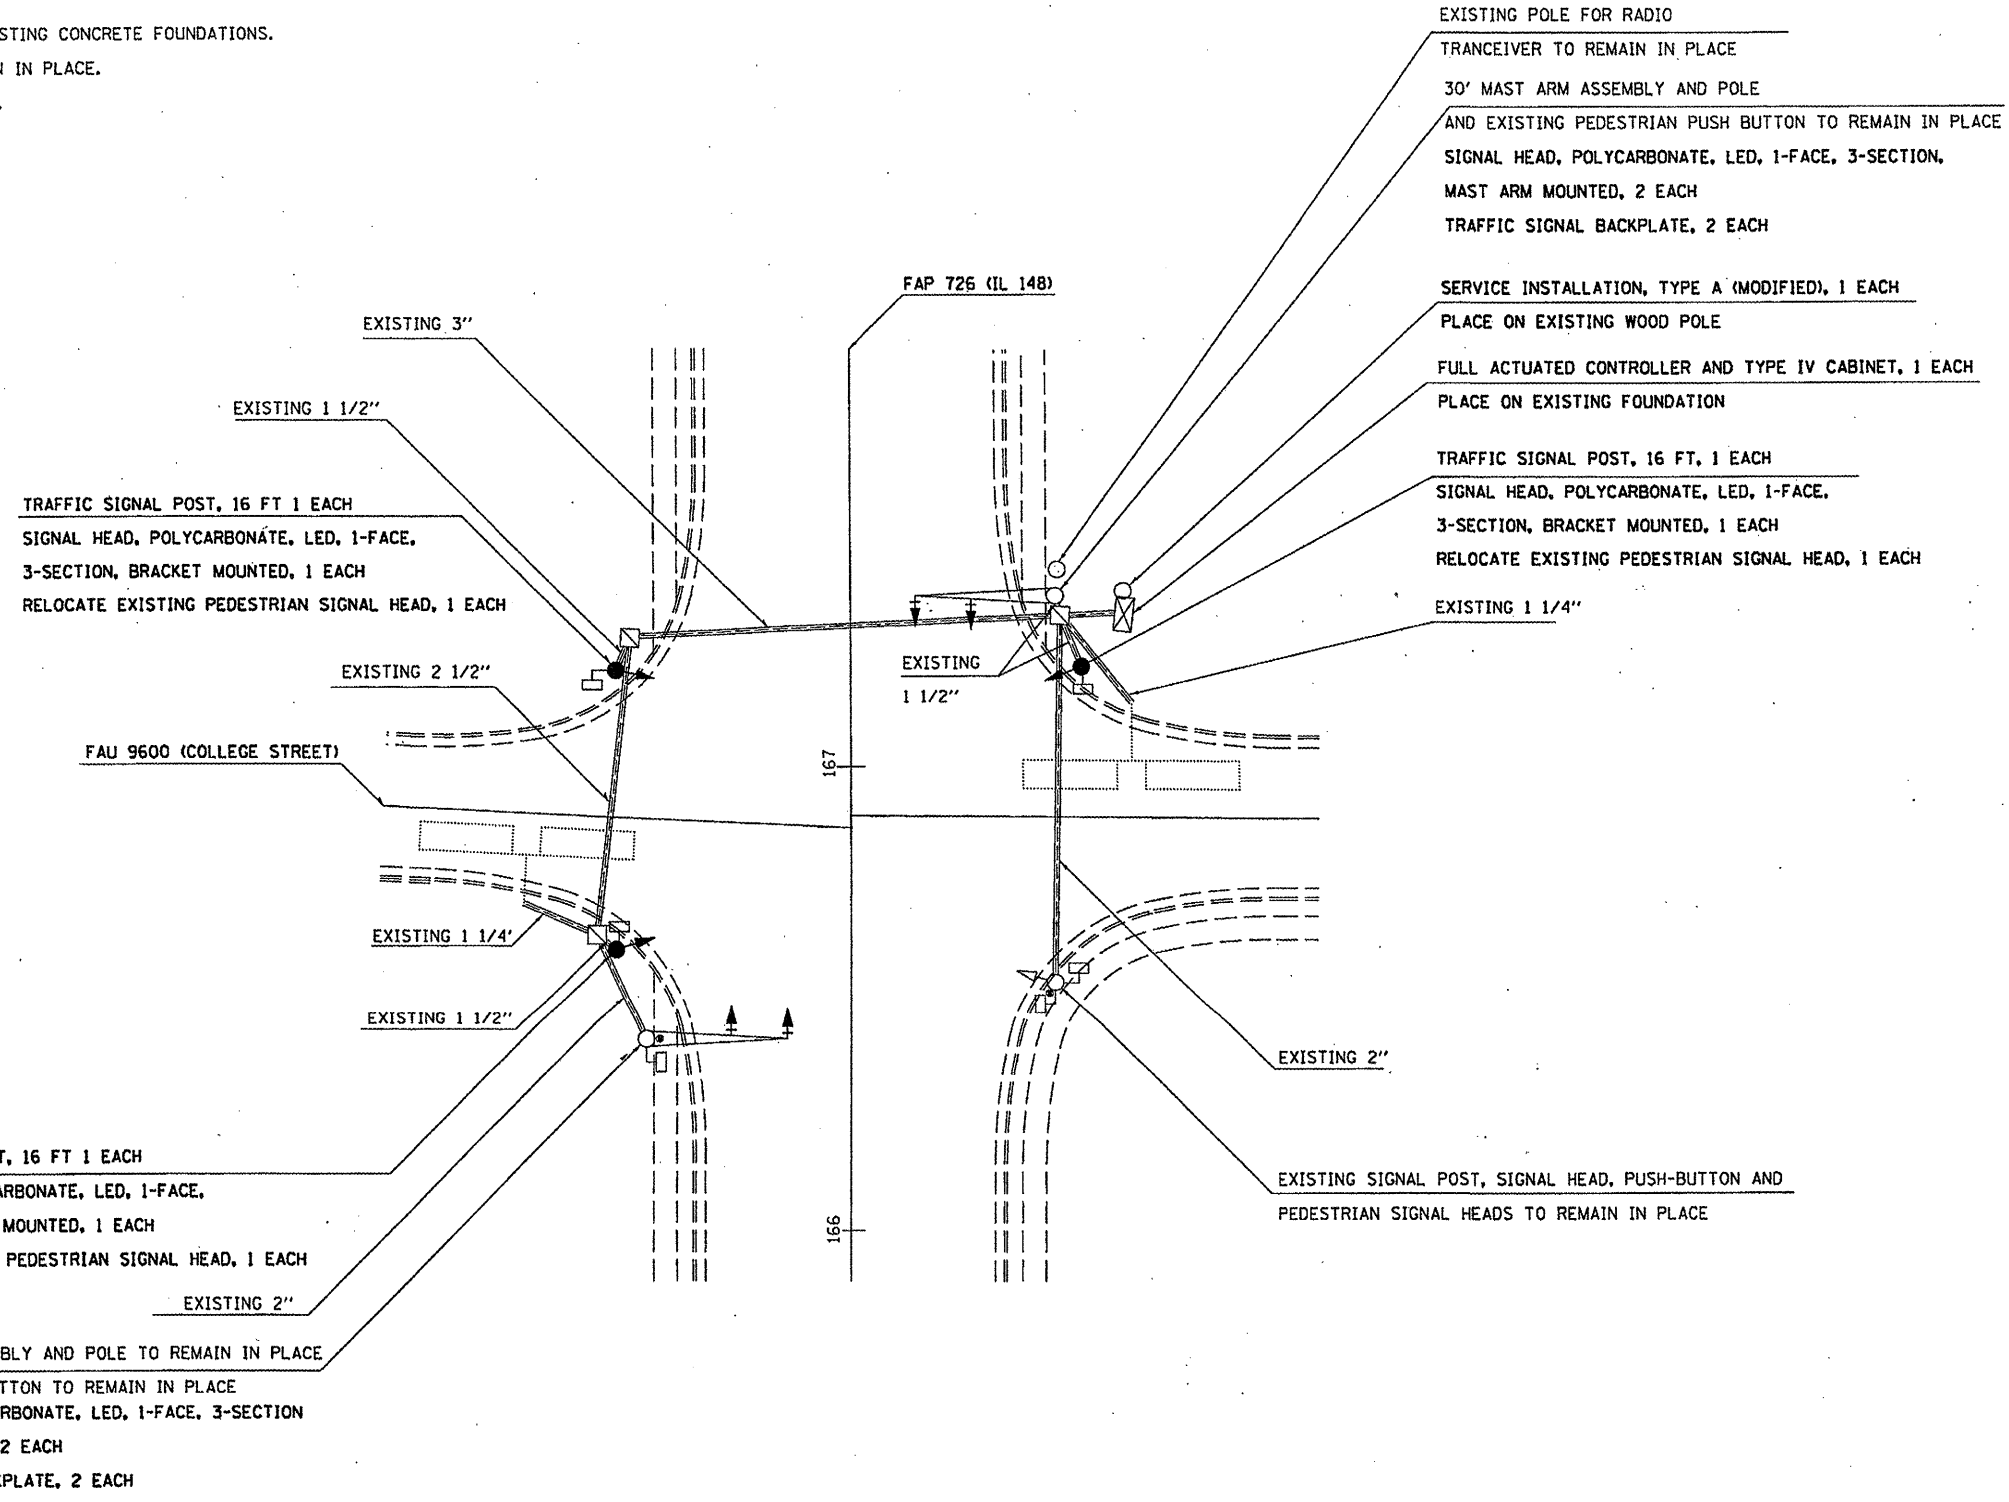 STING CONCRETE FOUNDATIONS.
IN PLACE.
EXISTING POLE FOR RADIO
TRANCEIVER TO REMAIN IN PLACE
30' MAST ARM ASSEMBLY AND POLE
AND EXISTING PEDESTRIAN PUSH BUTTON TO REMAIN IN PLACE
SIGNAL HEAD, POLYCARBONATE, LED, 1-FACE, 3-SECTION,
MAST ARM MOUNTED, 2 EACH
TRAFFIC SIGNAL BACKPLATE, 2 EACH
FAP 726 (IL 148)
SERVICE INSTALLATION, TYPE A (MODIFIED), 1 EACH
PLACE ON EXISTING WOOD POLE
EXISTING 3"
FULL ACTUATED CONTROLLER AND TYPE IV CABINET, 1 EACH
PLACE ON EXISTING FOUNDATION
EXISTING 1 1/2"
TRAFFIC SIGNAL POST, 16 FT, 1 EACH
SIGNAL HEAD, POLYCARBONATE, LED, 1-FACE,
3-SECTION, BRACKET MOUNTED, 1 EACH
RELOCATE EXISTING PEDESTRIAN SIGNAL HEAD, 1 EACH
TRAFFIC SIGNAL POST, 16 FT 1 EACH
SIGNAL HEAD, POLYCARBONATE, LED, 1-FACE,
3-SECTION, BRACKET MOUNTED, 1 EACH
RELOCATE EXISTING PEDESTRIAN SIGNAL HEAD, 1 EACH
EXISTING 1 1/4"
EXISTING 2 1/2"
EXISTING
1 1/2"
FAU 9600 (COLLEGE STREET)
167
EXISTING 1 1/4'
EXISTING 1 1/2"
EXISTING 2"
T, 16 FT 1 EACH
ARBONATE, LED, 1-FACE,
MOUNTED, 1 EACH
PEDESTRIAN SIGNAL HEAD, 1 EACH
166
EXISTING SIGNAL POST, SIGNAL HEAD, PUSH-BUTTON AND
PEDESTRIAN SIGNAL HEADS TO REMAIN IN PLACE
EXISTING 2"
BLY AND POLE TO REMAIN IN PLACE
TTON TO REMAIN IN PLACE
RBONATE, LED, 1-FACE, 3-SECTION
2 EACH
KPLATE, 2 EACH